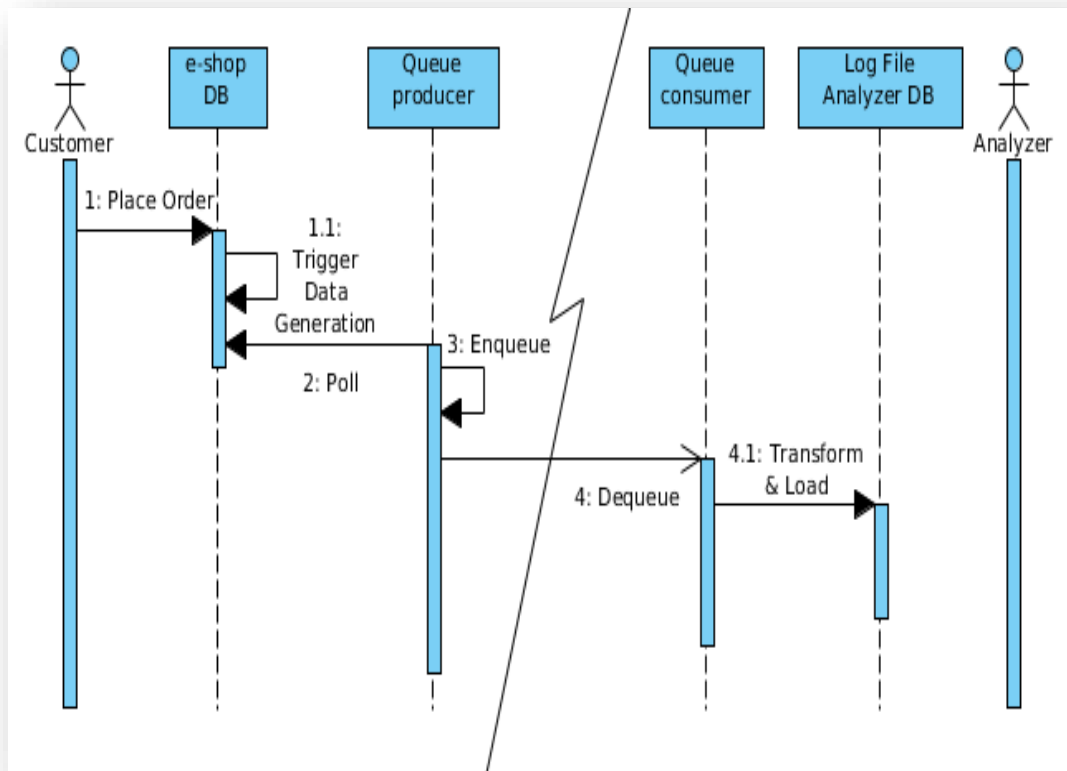 e-shop
DB
Queue
producer
Queue
consumer
Log File
Analyzer DB
Customer
Analyzer
1: Place Order
1.1:
Trigger
Data
Generation
2: Poll
3: Enqueue
4: Dequeue
4.1: Transform
& Load